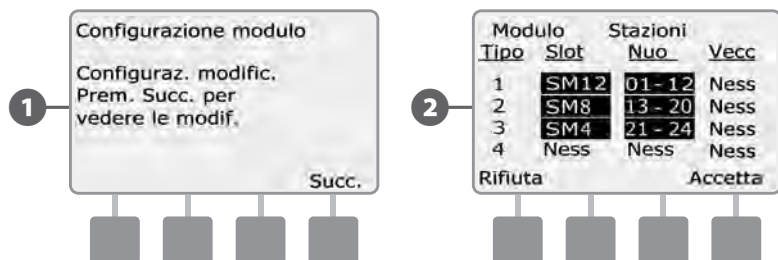 1
Configurazione modulo
Configuraz. modific.
Prem. Succ. per
vedere le modif.
Succ.
2
Modulo Stazioni
Tipo Slot Nuo Vecc
1 SM12 01-12 Ness
2 SM8 13-20 Ness
3 SM4 21-24 Ness
4 Ness Ness Ness
Rifiuta Accetta